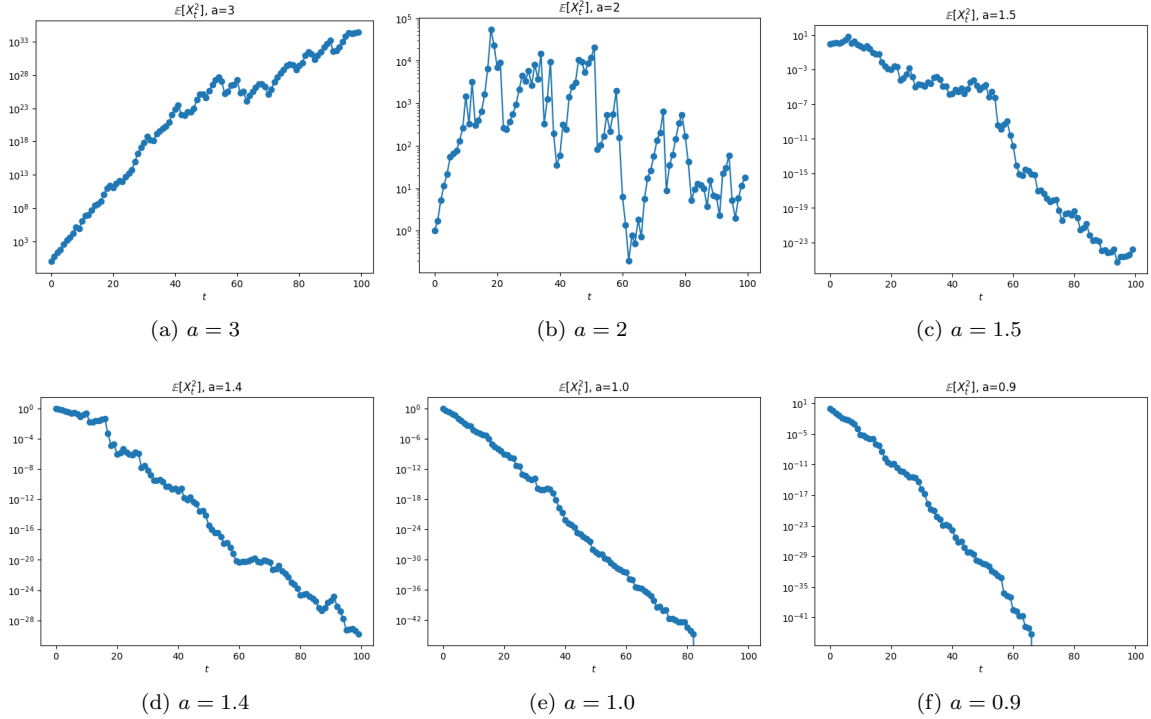 𝔼[X_t^2], a=3
10^33
10^28
10^23
10^18
10^13
10^8
10^3
0 20 40 60 80 100
t
(a) a = 3
𝔼[X_t^2], a=2
10^5
10^4
10^3
10^2
10^1
10^0
0 20 40 60 80 100
t
(b) a = 2
𝔼[X_t^2], a=1.5
10^1
10^-3
10^-7
10^-11
10^-15
10^-19
10^-23
0 20 40 60 80 100
t
(c) a = 1.5
𝔼[X_t^2], a=1.4
10^0
10^-4
10^-8
10^-12
10^-16
10^-20
10^-24
10^-28
0 20 40 60 80 100
t
(d) a = 1.4
𝔼[X_t^2], a=1.0
10^0
10^-6
10^-12
10^-18
10^-24
10^-30
10^-36
10^-42
0 20 40 60 80 100
t
(e) a = 1.0
𝔼[X_t^2], a=0.9
10^1
10^-5
10^-11
10^-17
10^-23
10^-29
10^-35
10^-41
0 20 40 60 80 100
t
(f) a = 0.9